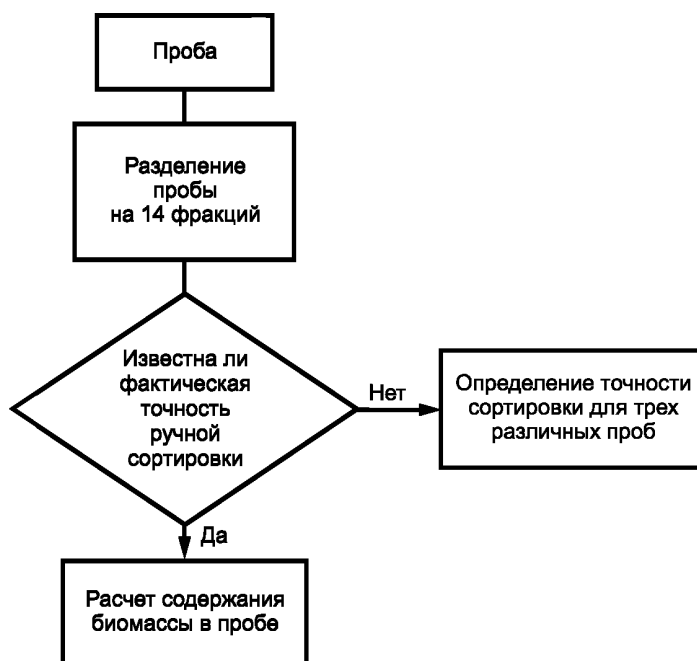 Проба
Разделение
пробы
на 14 фракций
Известна ли
фактическая
точность
ручной
сортировки
Нет
Определение точности
сортировки для трех
различных проб
Да
Расчет содержания
биомассы в пробе